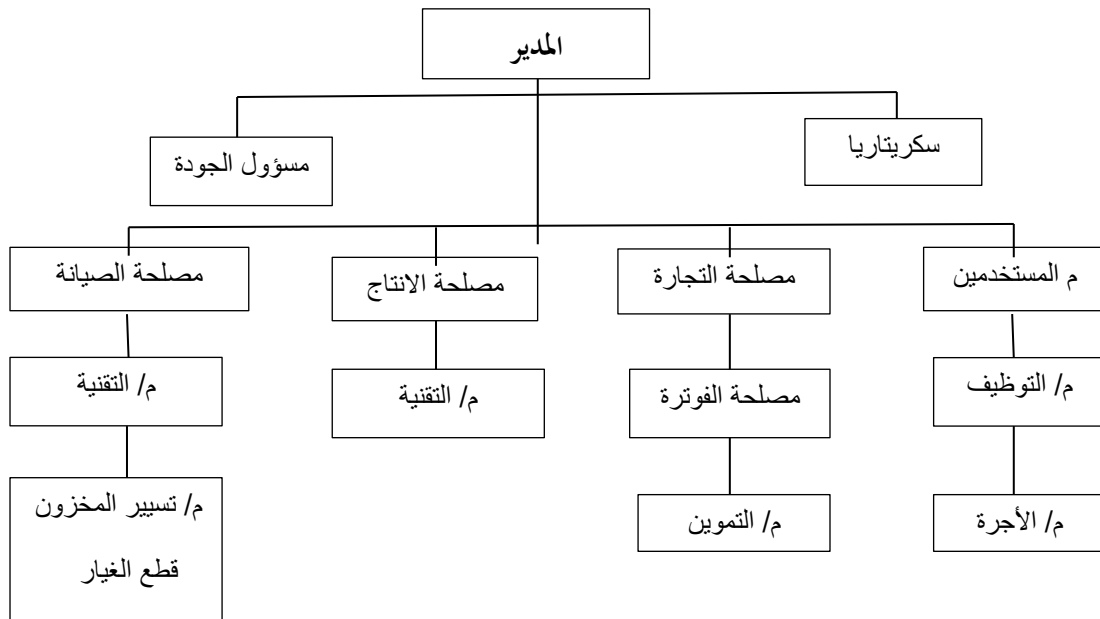 المدير
سكريتاريا
مسؤول الجودة
م المستخدمين
مصلحة التجارة
مصلحة الانتاج
مصلحة الصيانة
م/ التوظيف
مصلحة الفوترة
م/ التقنية
م/ التقنية
م/ الأجرة
م/ التموين
م/ تسيير المخزون
قطع الغيار